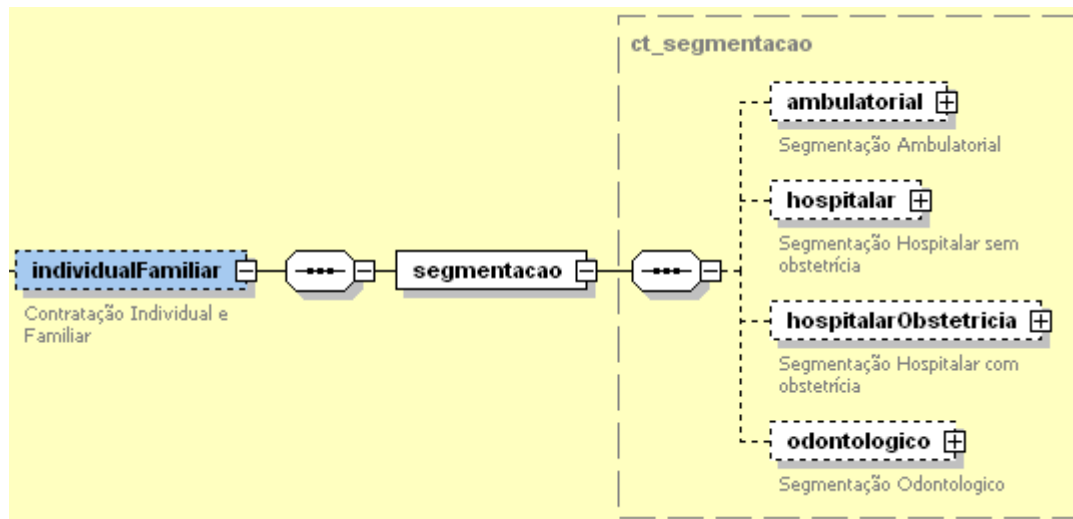 ct_segmentacao
ambulatorial
Segmentação Ambulatorial
hospitalar
Segmentação Hospitalar sem
obstetrícia
individualFamiliar
Contratação Individual e
Familiar
segmentacao
hospitalarObstetricia
Segmentação Hospitalar com
obstetrícia
odontologico
Segmentação Odontologico